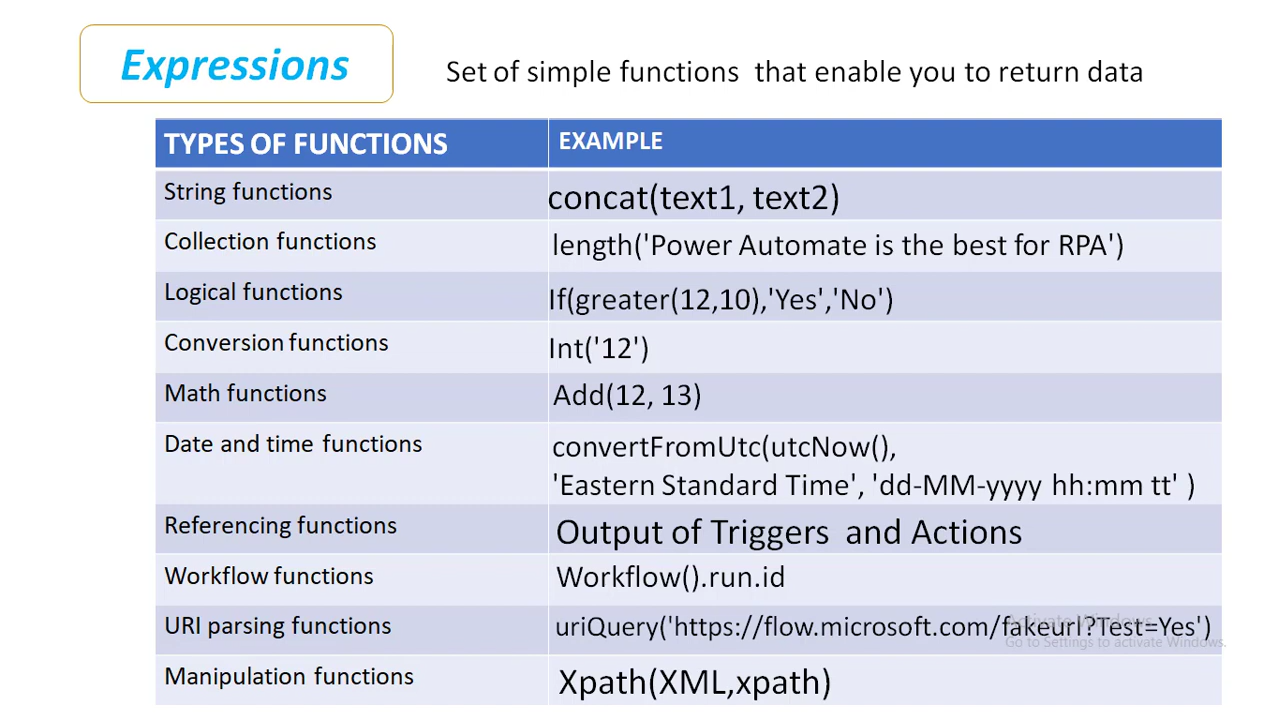 Expressions
Set of simple functions that enable you to return data
TYPES OF FUNCTIONS
EXAMPLE
String functions
concat(text1, text2)
Collection functions
length('Power Automate is the best for RPA')
Logical functions
If(greater(12,10),'Yes','No')
Conversion functions
Int('12')
Math functions
Add(12, 13)
Date and time functions
convertFromUtc(utcNow(),
'Eastern Standard Time', 'dd-MM-yyyy hh:mm tt' )
Referencing functions
Output of Triggers and Actions
Workflow functions
Workflow().run.id
URI parsing functions
uriQuery('https://flow.microsoft.com/fakeurl?Test=Yes')
Activate Windows
Go to Settings to activate Windows.
Manipulation functions
Xpath(XML,xpath)